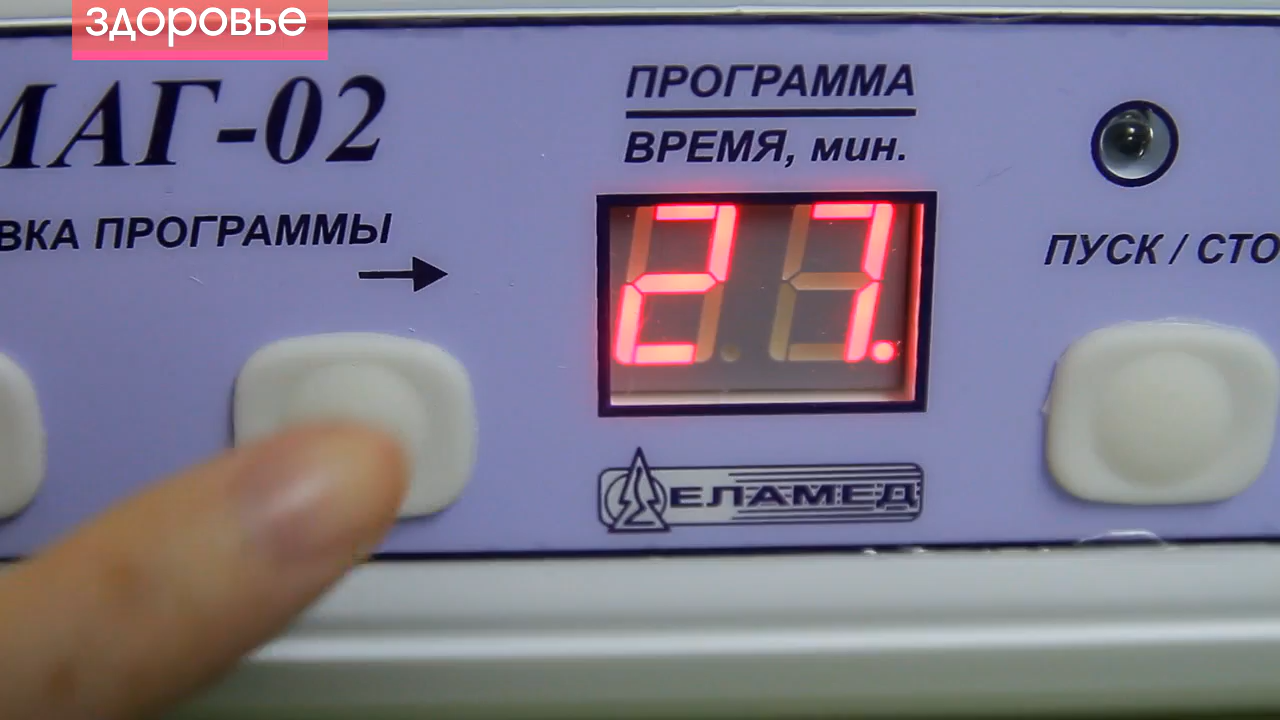 здоровье
МАГ-02
ПРОГРАММА
ВРЕМЯ, мин.
ВКА ПРОГРАММЫ
27.
ПУСК / СТО
ЕЛАМЕД